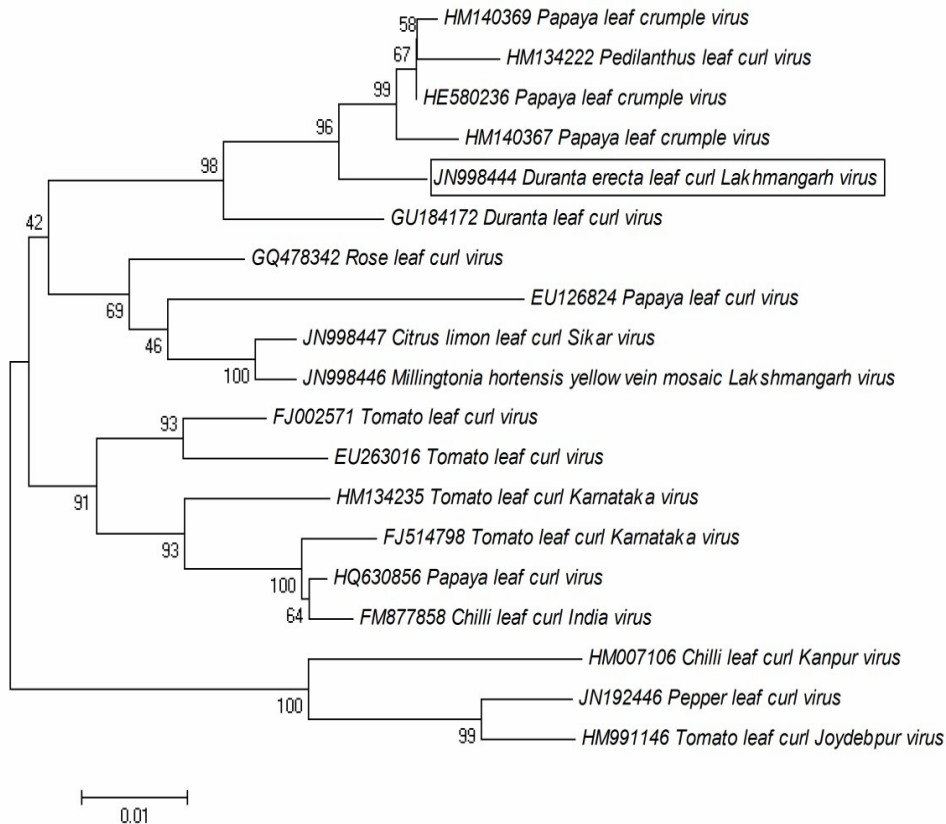 58
HM140369 Papaya leaf crumple virus
67
HM134222 Pedilanthus leaf curl virus
99
HE580236 Papaya leaf crumple virus
96
HM140367 Papaya leaf crumple virus
98
JN998444 Duranta erecta leaf curl Lakhmangarh virus
GU184172 Duranta leaf curl virus
42
GQ478342 Rose leaf curl virus
69
EU126824 Papaya leaf curl virus
46
JN998447 Citrus limon leaf curl Sikar virus
100
JN998446 Millingtonia hortensis yellow vein mosaic Lakshmangarh virus
93
FJ002571 Tomato leaf curl virus
EU263016 Tomato leaf curl virus
91
HM134235 Tomato leaf curl Karnataka virus
93
FJ514798 Tomato leaf curl Karnataka virus
100
HQ630856 Papaya leaf curl virus
64
FM877858 Chilli leaf curl India virus
HM007106 Chilli leaf curl Kanpur virus
100
JN192446 Pepper leaf curl virus
99
HM991146 Tomato leaf curl Joydebpur virus
0.01